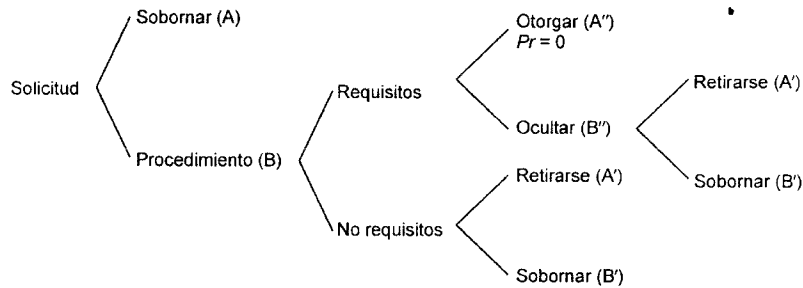 Sobornar (A)
Solicitud
Procedimiento (B)
Requisitos
No requisitos
Otorgar (A″)
Pr = 0
Ocultar (B″)
Retirarse (A′)
Sobornar (B′)
Retirarse (A′)
Sobornar (B′)